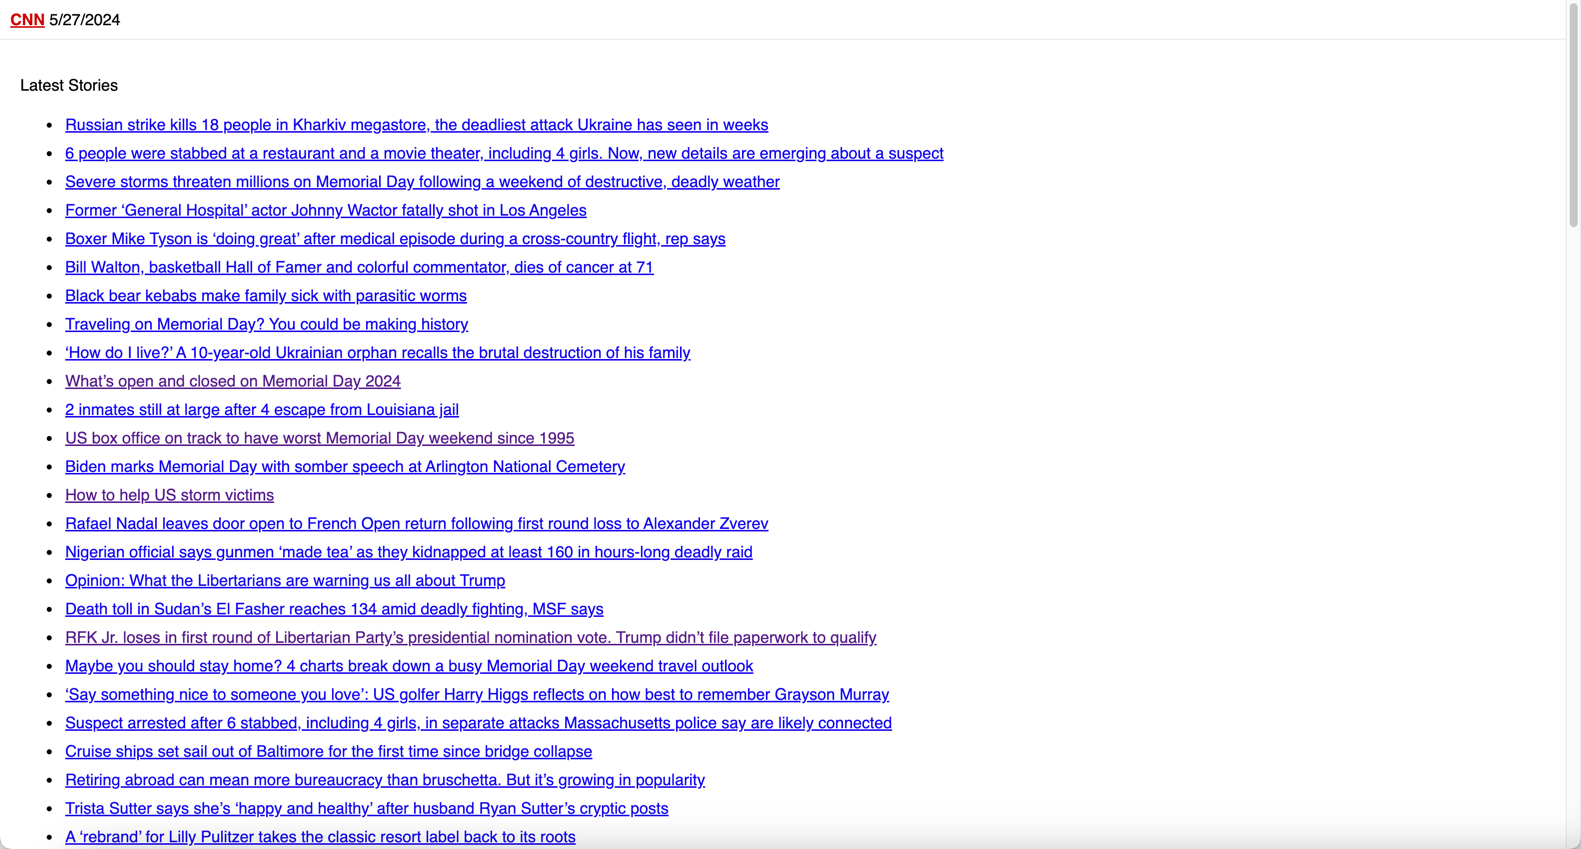 CNN 5/27/2024
Latest Stories
Russian strike kills 18 people in Kharkiv megastore, the deadliest attack Ukraine has seen in weeks
6 people were stabbed at a restaurant and a movie theater, including 4 girls. Now, new details are emerging about a suspect
Severe storms threaten millions on Memorial Day following a weekend of destructive, deadly weather
Former ‘General Hospital’ actor Johnny Wactor fatally shot in Los Angeles
Boxer Mike Tyson is ‘doing great’ after medical episode during a cross-country flight, rep says
Bill Walton, basketball Hall of Famer and colorful commentator, dies of cancer at 71
Black bear kebabs make family sick with parasitic worms
Traveling on Memorial Day? You could be making history
‘How do I live?’ A 10-year-old Ukrainian orphan recalls the brutal destruction of his family
What’s open and closed on Memorial Day 2024
2 inmates still at large after 4 escape from Louisiana jail
US box office on track to have worst Memorial Day weekend since 1995
Biden marks Memorial Day with somber speech at Arlington National Cemetery
How to help US storm victims
Rafael Nadal leaves door open to French Open return following first round loss to Alexander Zverev
Nigerian official says gunmen ‘made tea’ as they kidnapped at least 160 in hours-long deadly raid
Opinion: What the Libertarians are warning us all about Trump
Death toll in Sudan’s El Fasher reaches 134 amid deadly fighting, MSF says
RFK Jr. loses in first round of Libertarian Party’s presidential nomination vote. Trump didn’t file paperwork to qualify
Maybe you should stay home? 4 charts break down a busy Memorial Day weekend travel outlook
‘Say something nice to someone you love’: US golfer Harry Higgs reflects on how best to remember Grayson Murray
Suspect arrested after 6 stabbed, including 4 girls, in separate attacks Massachusetts police say are likely connected
Cruise ships set sail out of Baltimore for the first time since bridge collapse
Retiring abroad can mean more bureaucracy than bruschetta. But it’s growing in popularity
Trista Sutter says she’s ‘happy and healthy’ after husband Ryan Sutter’s cryptic posts
A ‘rebrand’ for Lilly Pulitzer takes the classic resort label back to its roots